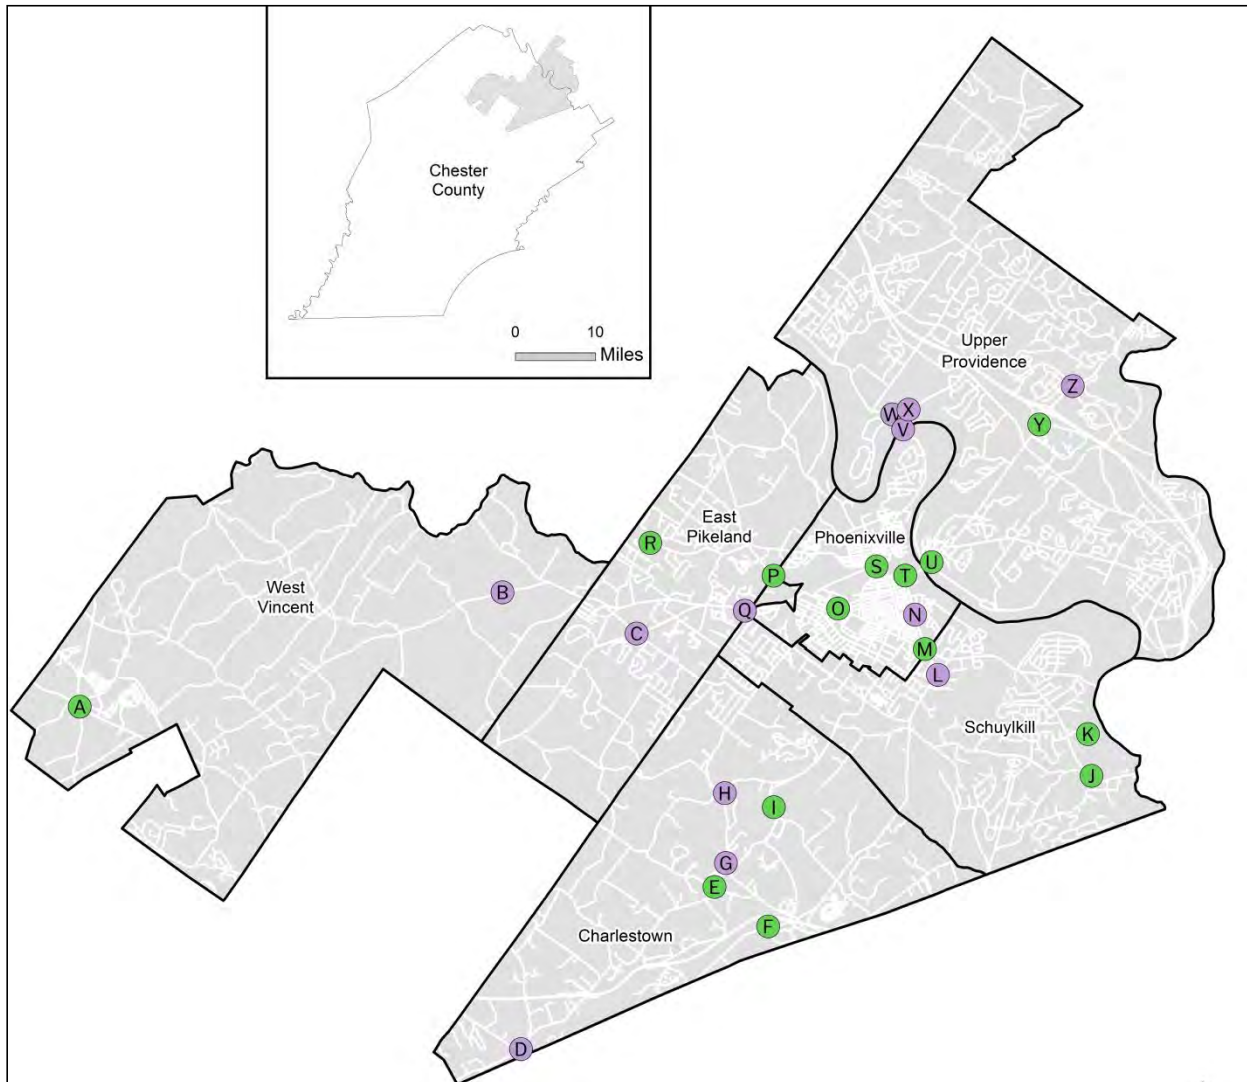 Chester
County
0 10
Miles
Upper
Providence
Z
X
W
V
Y
East
Pikeland
Phoenixville
R
P
S
T
U
West
Vincent
B
Q
O
N
C
M
L
A
Schuylkill
K
J
H
I
G
E
F
Charlestown
D